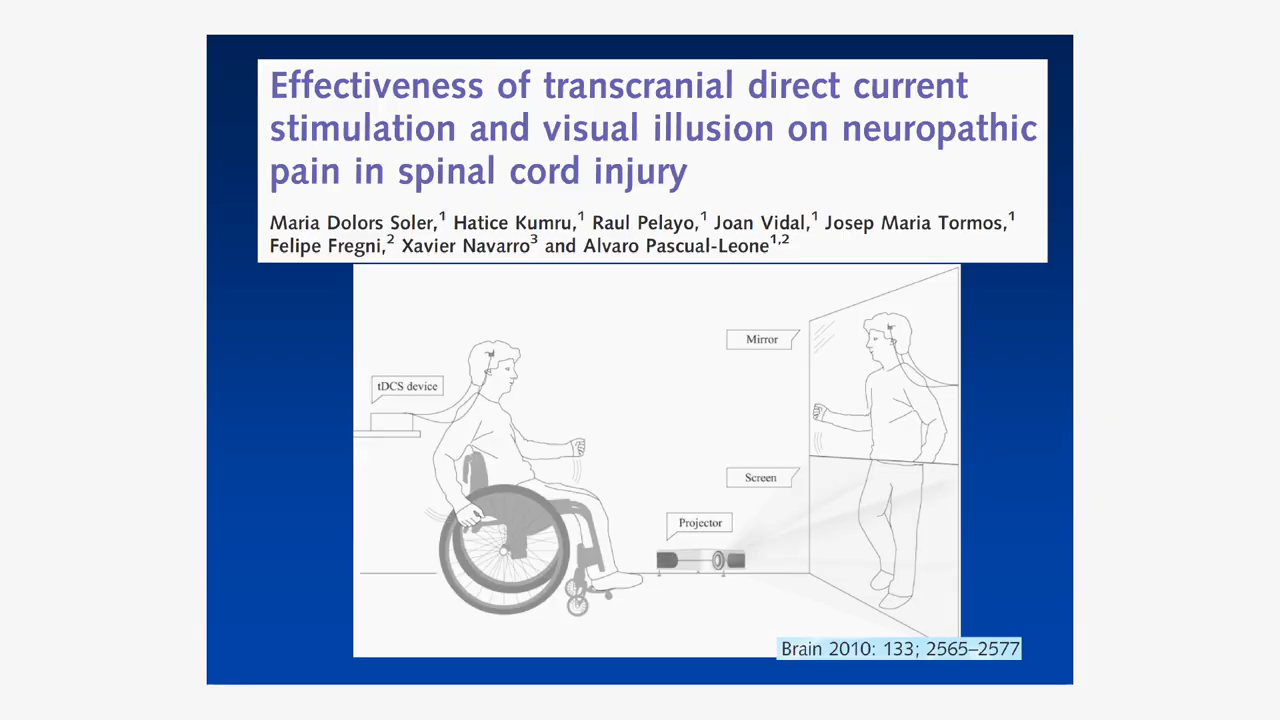 Effectiveness of transcranial direct current
stimulation and visual illusion on neuropathic
pain in spinal cord injury
Maria Dolors Soler,1 Hatice Kumru,1 Raul Pelayo,1 Joan Vidal,1 Josep Maria Tormos,1
Felipe Fregni,2 Xavier Navarro3 and Alvaro Pascual-Leone1,2
Mirror
tDCS device
Screen
Projector
Brain 2010: 133; 2565–2577